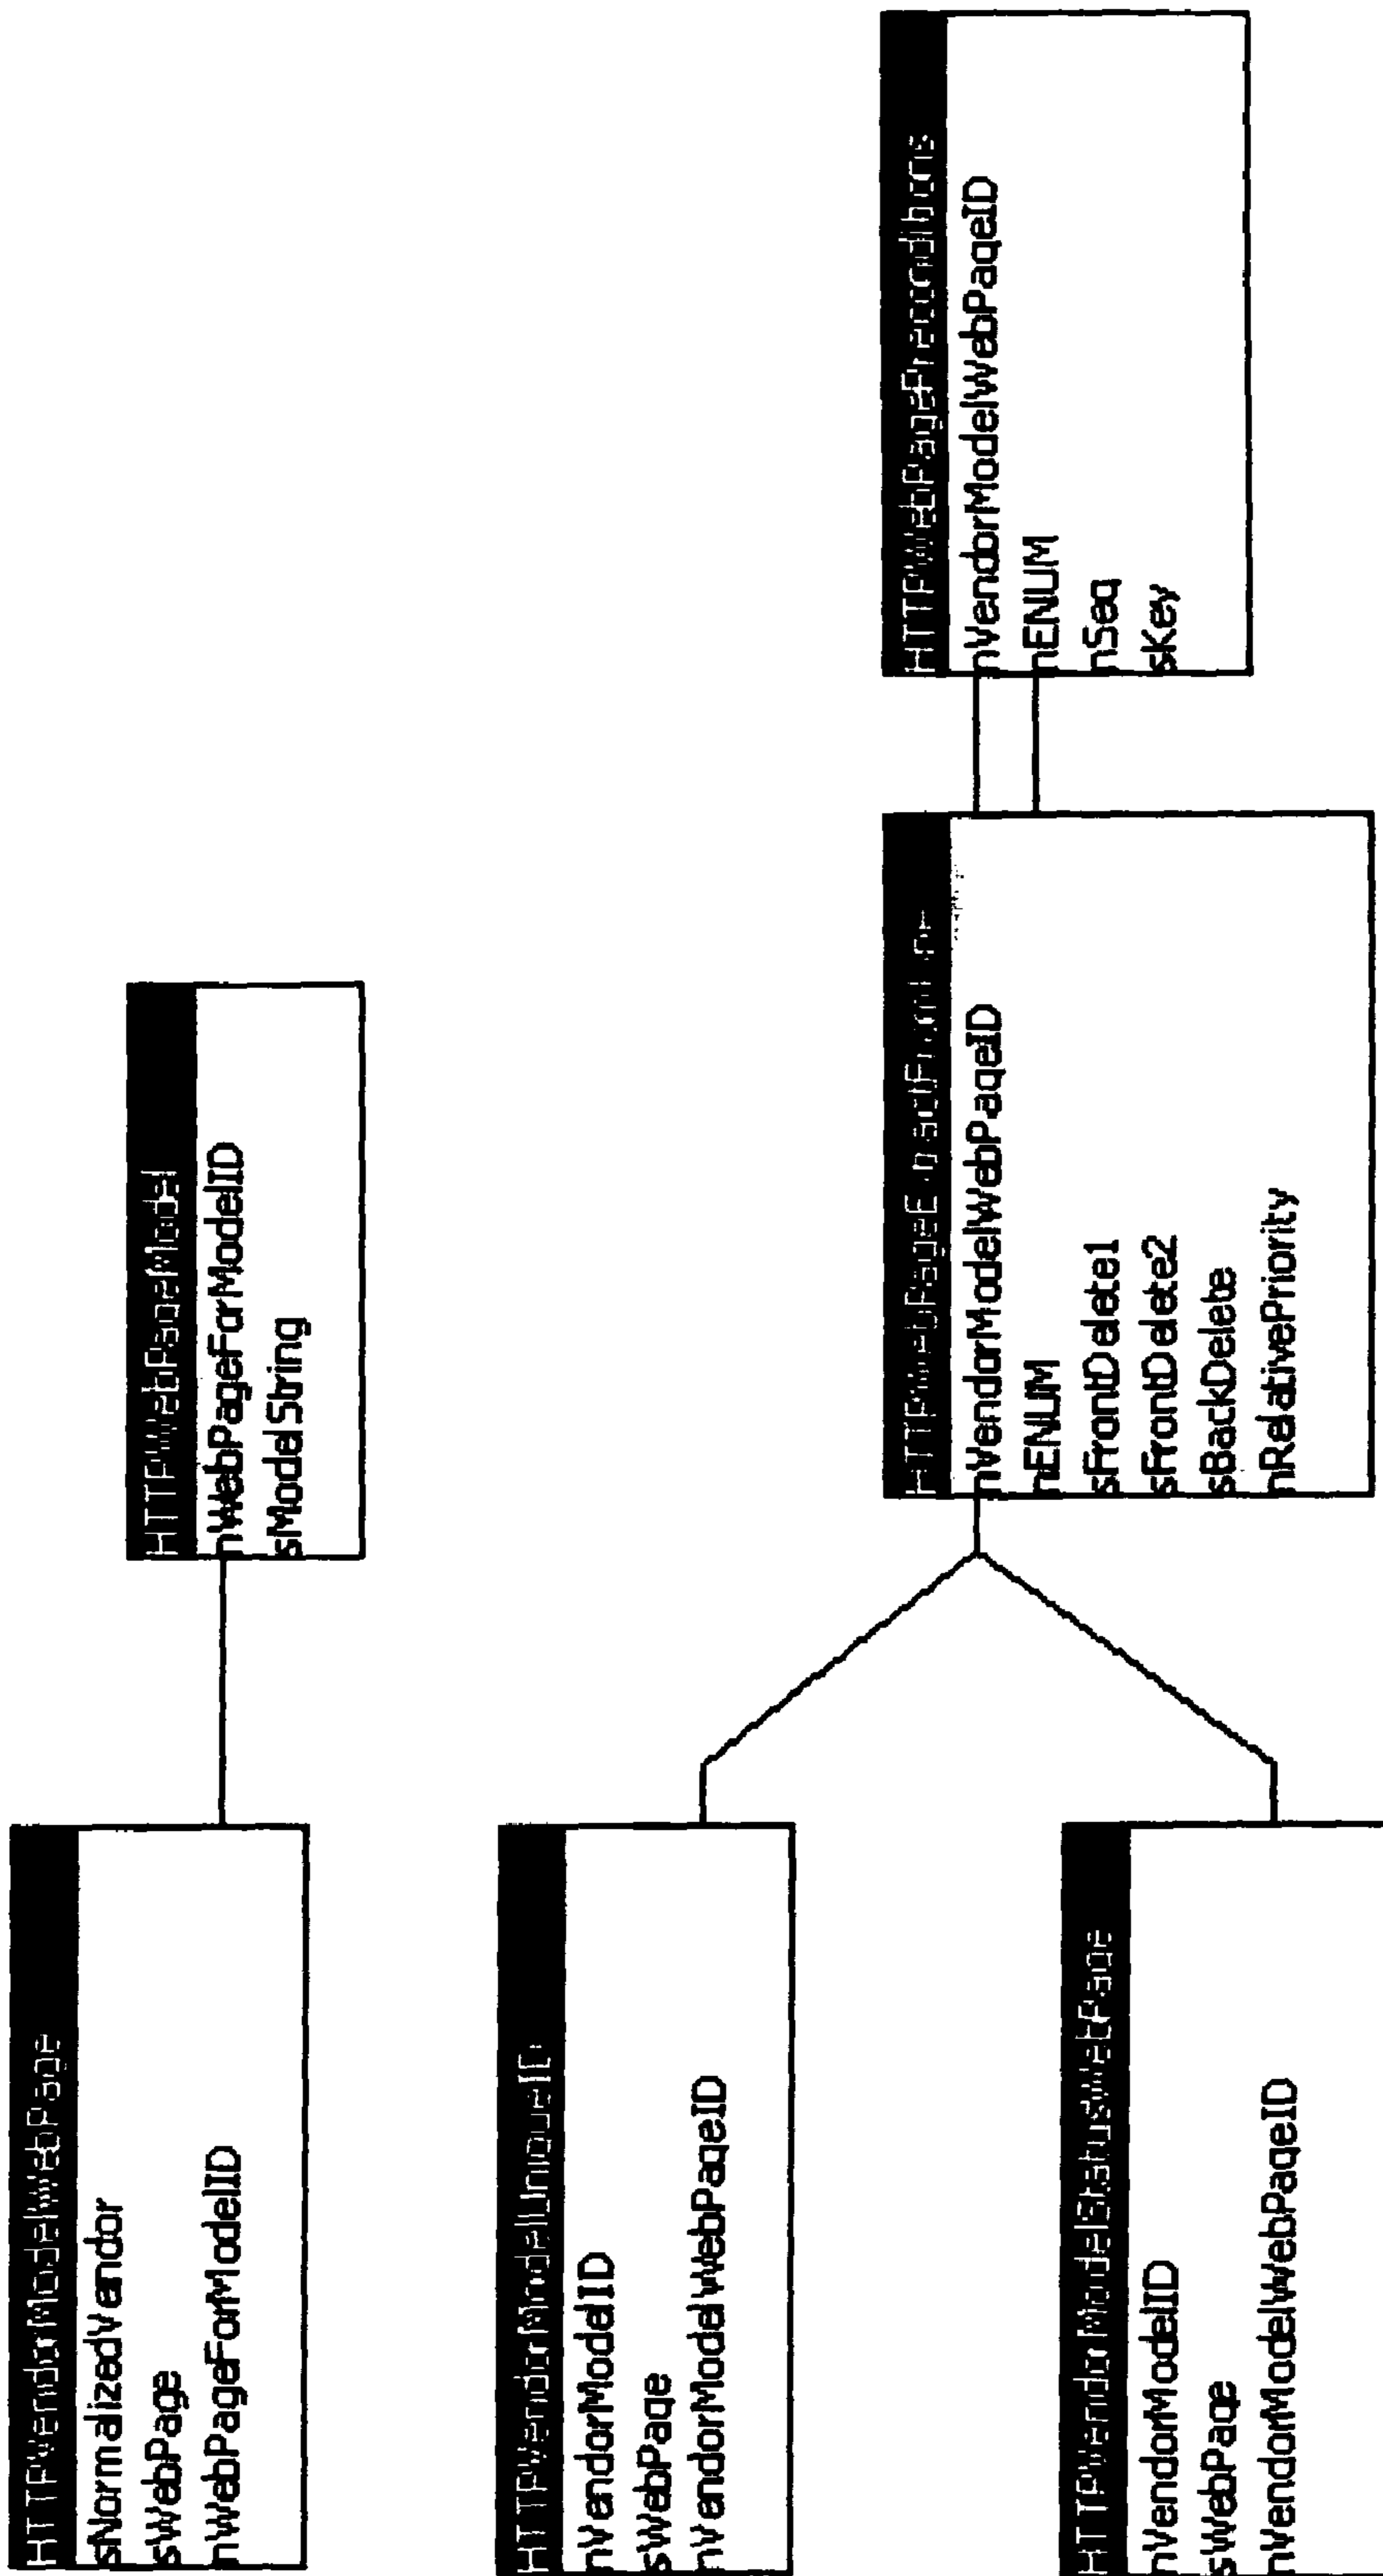 HTTPVendorModelWebPage
sNormalizedVendor
sWebPage
nWebPageForModelID
HTTPWebPageModel
nWebPageForModelID
sModelString
HTTPVendorModelUniqueID
nVendorModelID
sWebPage
nVendorModelWebPageID
HTTPVendorModelStatusWebPage
nVendorModelID
sWebPage
nVendorModelWebPageID
nVendorModelWebPageID
nENUM
sFrontDelete1
sFrontDelete2
sBackDelete
nRelativePriority
HTTPWebPagePreconditions
nVendorModelWebPageID
nENUM
nSeq
sKey